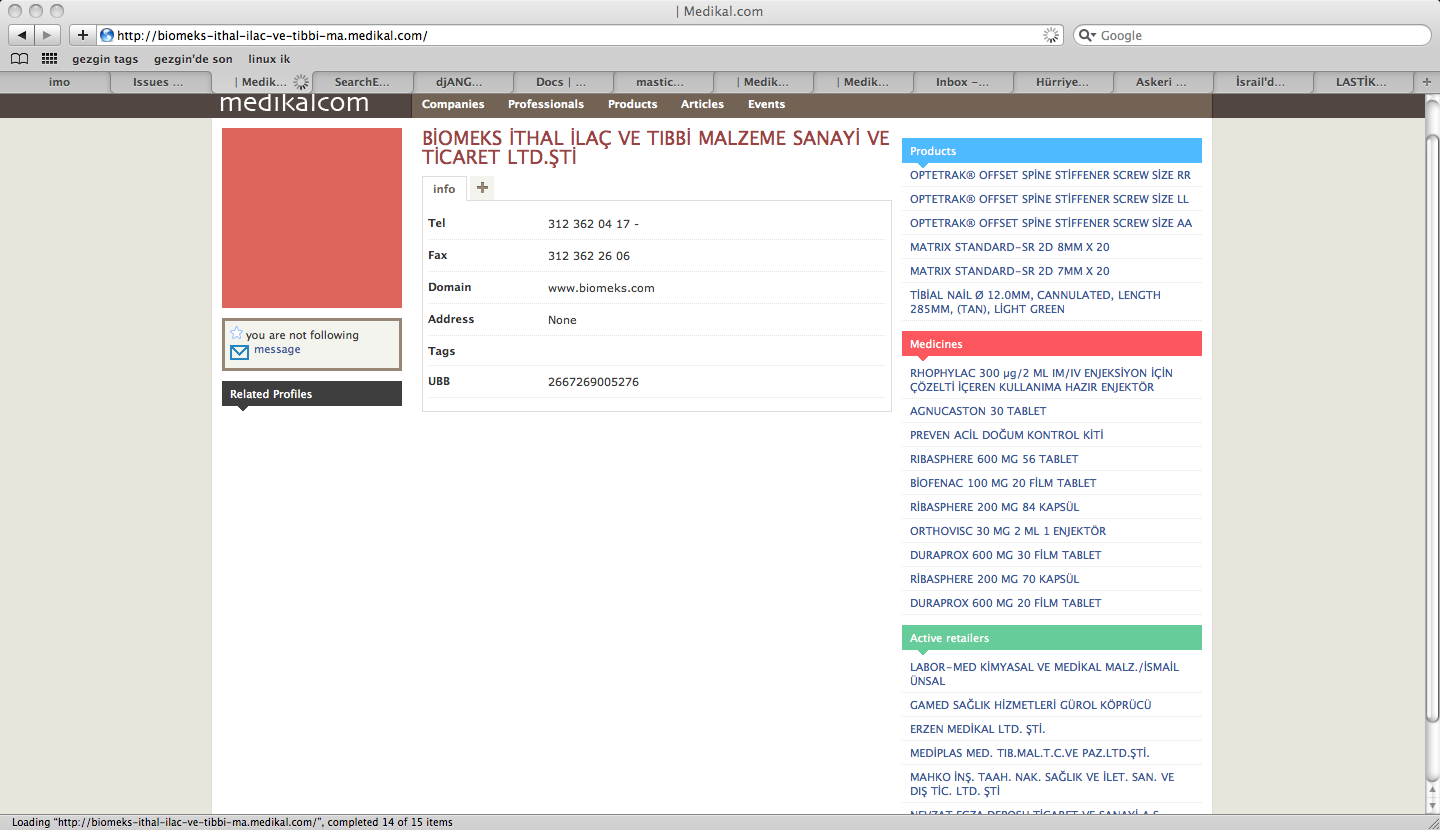 | Medikal.com
http://biomeks-ithal-ilac-ve-tibbi-ma.medikal.com/
Google
gezgin tags gezgin'de son linux ik
imo Issues ... | Medik... SearchE... djANG... Docs | ... mastic... | Medik... | Medik... Inbox -... Hürriye... Askeri ... İsrail'd... LASTİK...
medikalcom Companies Professionals Products Articles Events
BİOMEKS İTHAL İLAÇ VE TIBBİ MALZEME SANAYİ VE
TİCARET LTD.ŞTİ
info
Tel 312 362 04 17 -
Fax 312 362 26 06
Domain www.biomeks.com
Address None
Tags
UBB 2667269005276
you are not following
message
Related Profiles
Products
OPTETRAK® OFFSET SPİNE STİFFENER SCREW SİZE RR
OPTETRAK® OFFSET SPİNE STİFFENER SCREW SİZE LL
OPTETRAK® OFFSET SPİNE STİFFENER SCREW SİZE AA
MATRIX STANDARD-SR 2D 8MM X 20
MATRIX STANDARD-SR 2D 7MM X 20
TİBİAL NAİL Ø 12.0MM, CANNULATED, LENGTH
285MM, (TAN), LİGHT GREEN
Medicines
RHOPHYLAC 300 µg/2 ML IM/IV ENJEKSİYON İÇİN
ÇÖZELTİ İÇEREN KULLANIMA HAZIR ENJEKTÖR
AGNUCASTON 30 TABLET
PREVEN ACİL DOĞUM KONTROL KİTİ
RIBASPHERE 600 MG 56 TABLET
BİOFENAC 100 MG 20 FİLM TABLET
RİBASPHERE 200 MG 84 KAPSÜL
ORTHOVISC 30 MG 2 ML 1 ENJEKTÖR
DURAPROX 600 MG 30 FİLM TABLET
RİBASPHERE 200 MG 70 KAPSÜL
DURAPROX 600 MG 20 FİLM TABLET
Active retailers
LABOR-MED KİMYASAL VE MEDİKAL MALZ./İSMAİL
ÜNSAL
GAMED SAĞLIK HİZMETLERİ GÜROL KÖPRÜCÜ
ERZEN MEDİKAL LTD. ŞTİ.
MEDİPLAS MED. TIB.MAL.T.C.VE PAZ.LTD.ŞTİ.
MAHKO İNŞ. TAAH. NAK. SAĞLIK VE İLET. SAN. VE
DIŞ TİC. LTD. ŞTİ
NEVZAT ECZA DEPOSU TİCARET VE SANAYİ A.Ş.
Loading “http://biomeks-ithal-ilac-ve-tibbi-ma.medikal.com/”, completed 14 of 15 items